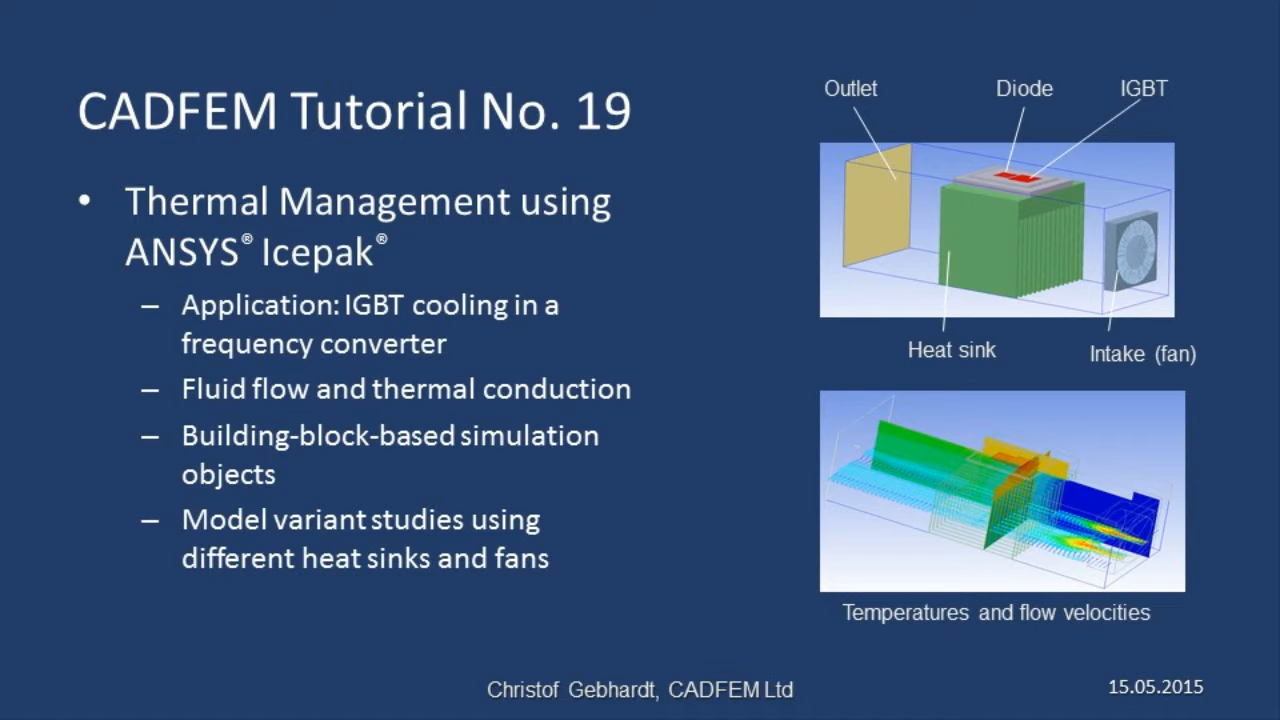 CADFEM Tutorial No. 19
• Thermal Management using
ANSYS® Icepak®
– Application: IGBT cooling in a
frequency converter
– Fluid flow and thermal conduction
– Building-block-based simulation
objects
– Model variant studies using
different heat sinks and fans
Outlet
Diode
IGBT
Heat sink
Intake (fan)
Temperatures and flow velocities
Christof Gebhardt, CADFEM Ltd
15.05.2015